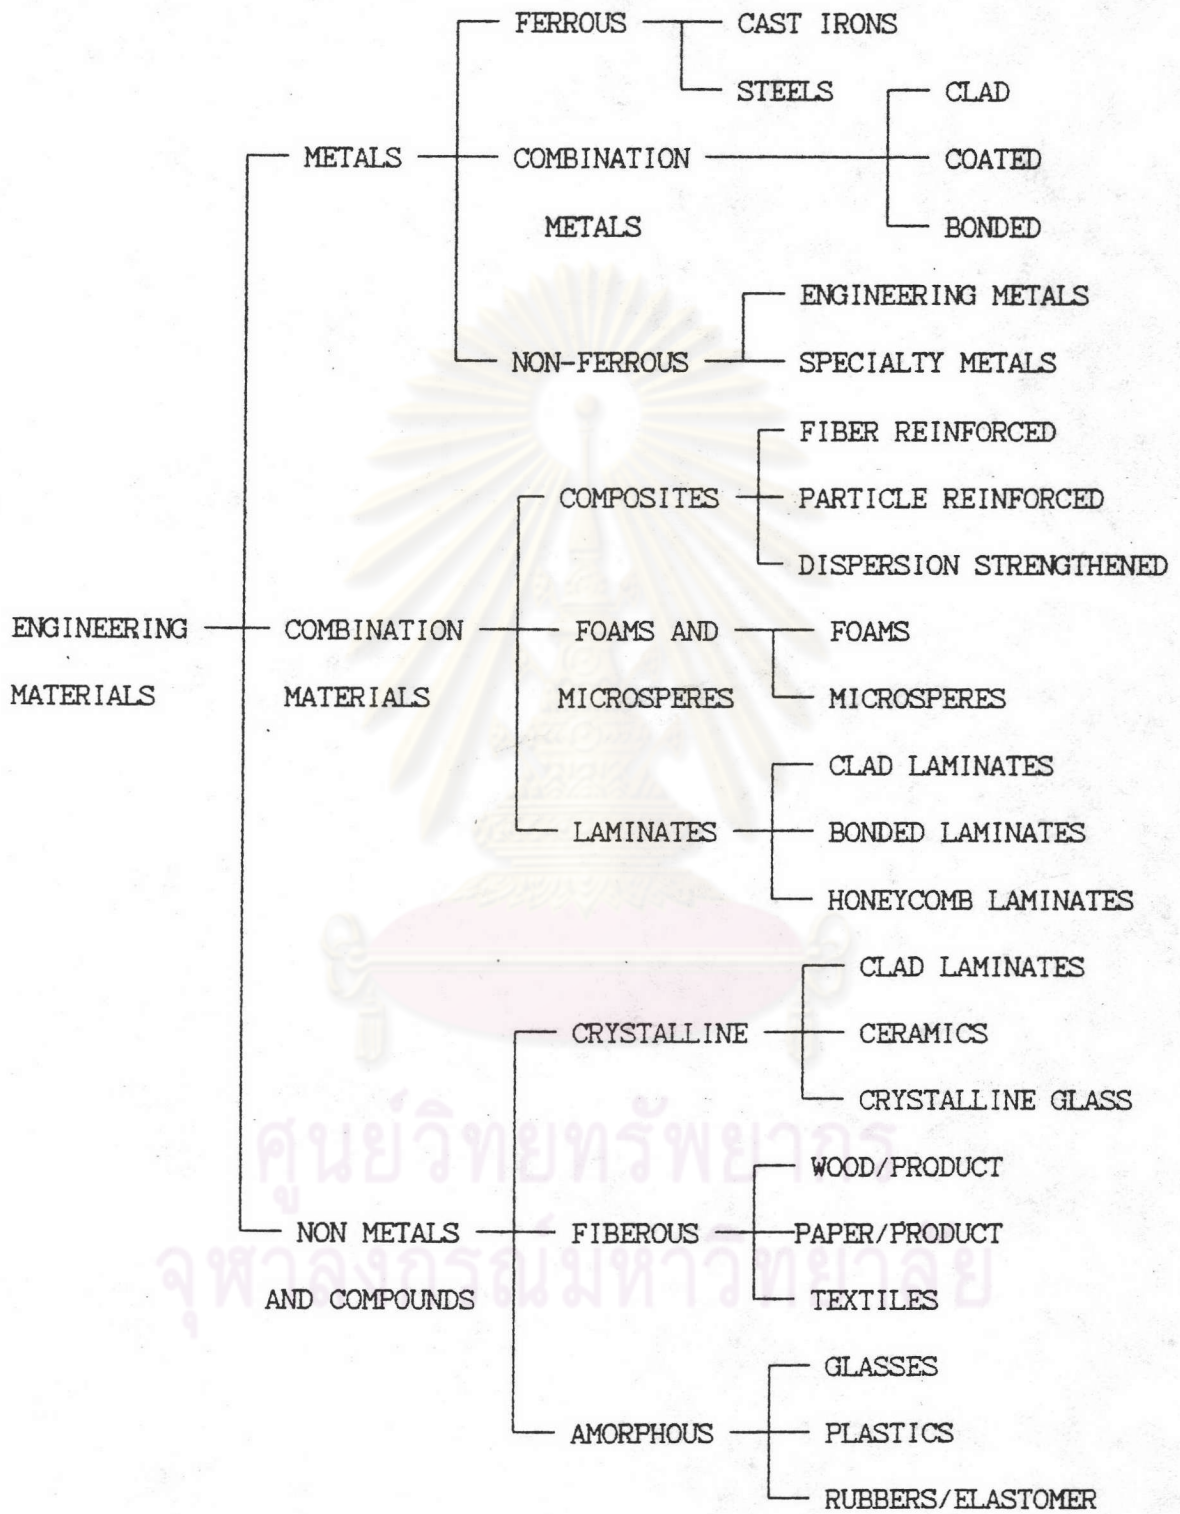 FERROUS CAST IRONS
STEELS CLAD
METALS COMBINATION COATED
METALS BONDED
ENGINEERING METALS
NON-FERROUS SPECIALTY METALS
FIBER REINFORCED
COMPOSITES PARTICLE REINFORCED
DISPERSION STRENGTHENED
ENGINEERING COMBINATION FOAMS AND FOAMS
MATERIALS MATERIALS MICROSPERES MICROSPERES
CLAD LAMINATES
LAMINATES BONDED LAMINATES
HONEYCOMB LAMINATES
CLAD LAMINATES
CRYSTALLINE CERAMICS
CRYSTALLINE GLASS
ศูนย์วิทยทรัพยากร
WOOD/PRODUCT
NON METALS FIBEROUS PAPER/PRODUCT
จุฬาลงกรณ์มหาวิทยาลัย
AND COMPOUNDS TEXTILES
GLASSES
AMORPHOUS PLASTICS
RUBBERS/ELASTOMER